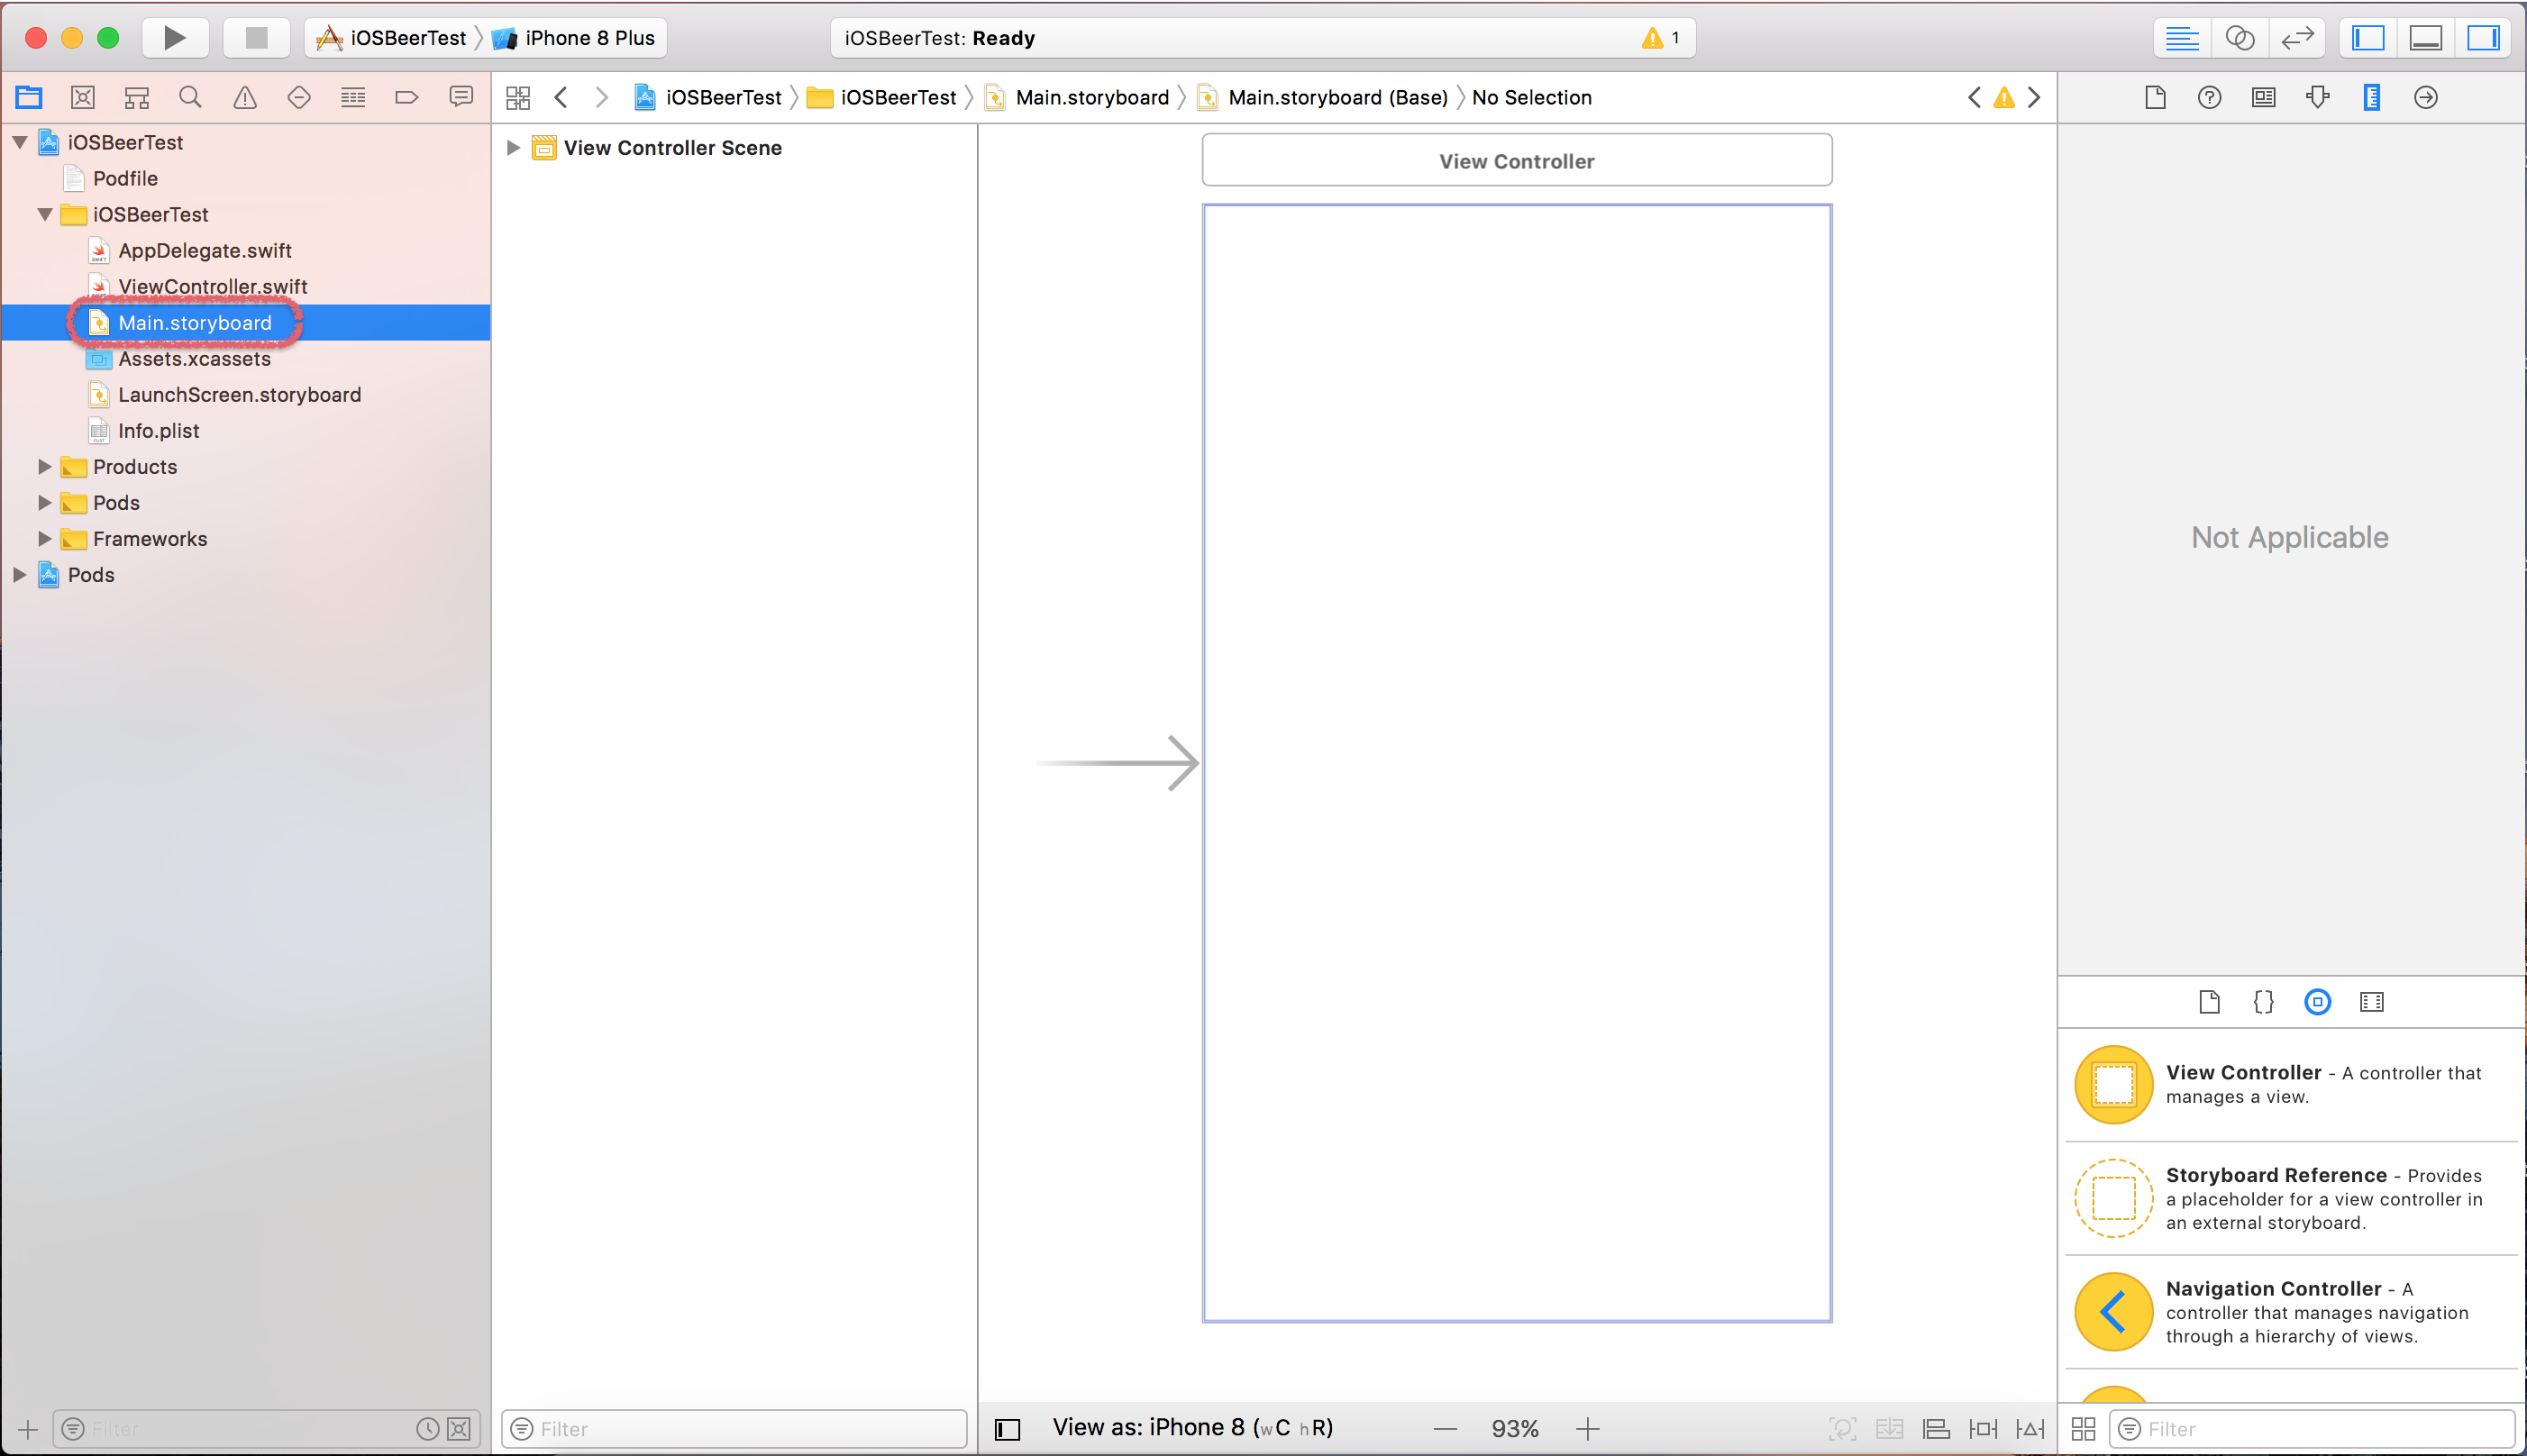 iOSBeerTest
iPhone 8 Plus
iOSBeerTest: Ready
1
iOSBeerTest
iOSBeerTest
Main.storyboard
Main.storyboard (Base)
No Selection
iOSBeerTest
Podfile
iOSBeerTest
AppDelegate.swift
ViewController.swift
Main.storyboard
Assets.xcassets
LaunchScreen.storyboard
Info.plist
Products
Pods
Frameworks
Pods
Filter
View Controller Scene
Filter
View Controller
View as: iPhone 8 (wC hR)
93%
Not Applicable
View Controller - A controller that
manages a view.
Storyboard Reference - Provides
a placeholder for a view controller in
an external storyboard.
Navigation Controller - A
controller that manages navigation
through a hierarchy of views.
Filter